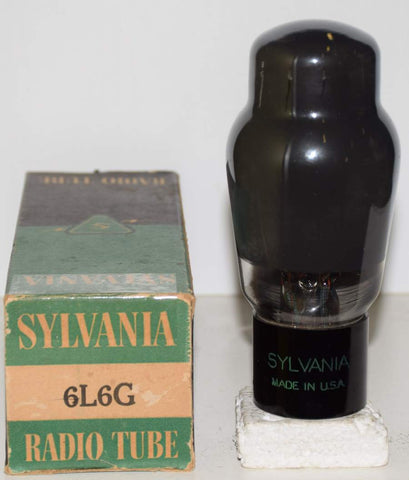 SYLVANIA
6L6G
RADIO TUBE
SYLVANIA
S
SYLVANIA
MADE IN U.S.A.